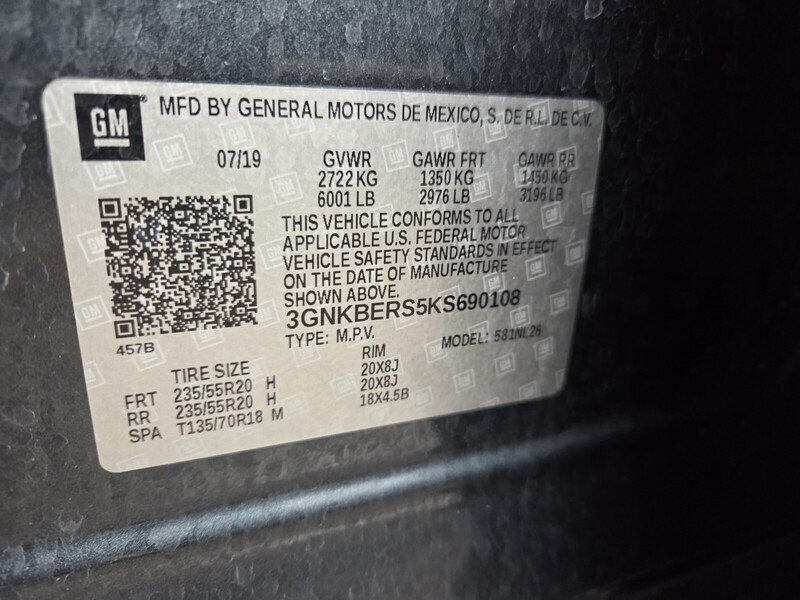 GM
MFD BY GENERAL MOTORS DE MEXICO, S. DE R.L. DE C.V.
07/19 GVWR GAWR FRT GAWR RR
2722 KG 1350 KG 1450 KG
6001 LB 2976 LB 3196 LB
THIS VEHICLE CONFORMS TO ALL
APPLICABLE U.S. FEDERAL MOTOR
VEHICLE SAFETY STANDARDS IN EFFECT
ON THE DATE OF MANUFACTURE
SHOWN ABOVE.
3GNKBERS5KS690108
457B
TYPE: M.P.V. MODEL: 581NL26
TIRE SIZE RIM
FRT 235/55R20 H 20X8J
RR 235/55R20 H 20X8J
SPA T135/70R18 M 18X4.5B